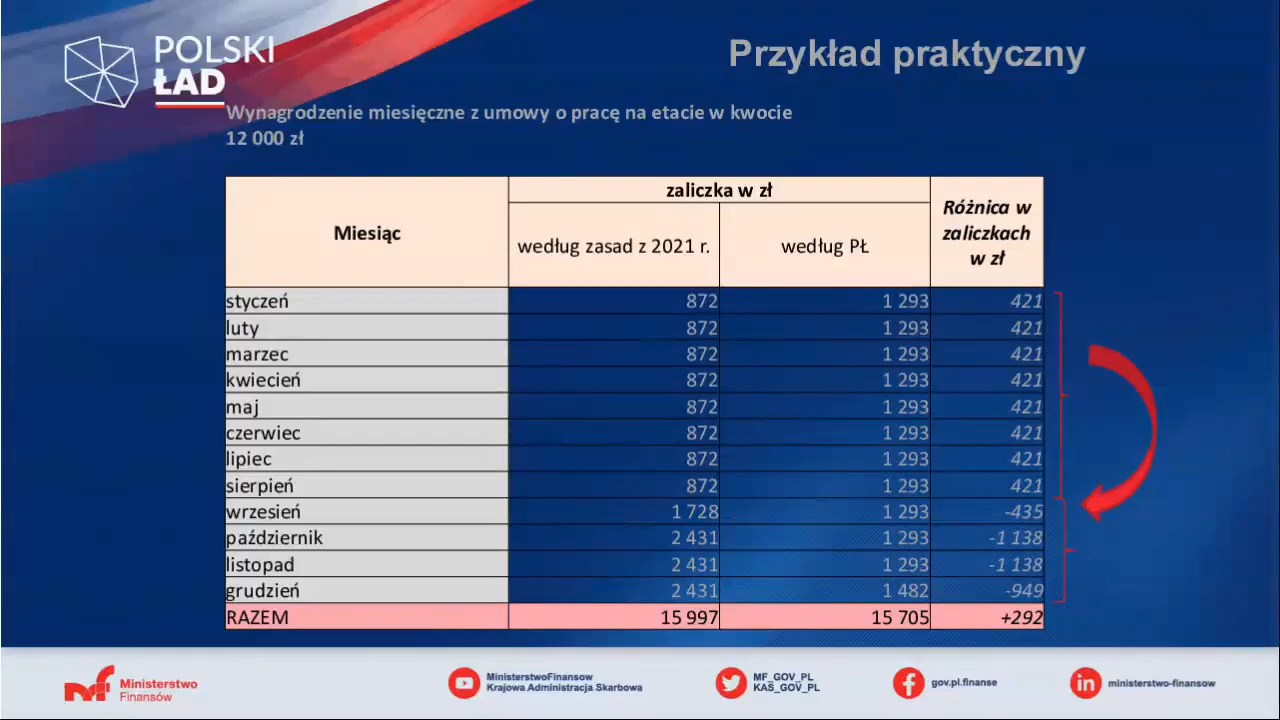 POLSKI
ŁAD
Przykład praktyczny
Wynagrodzenie miesięczne z umowy o pracę na etacie w kwocie
12 000 zł
Miesiąc
zaliczka w zł
według zasad z 2021 r.
według PŁ
Różnica w
zaliczkach
w zł
styczeń 872 1 293 421
luty 872 1 293 421
marzec 872 1 293 421
kwiecień 872 1 293 421
maj 872 1 293 421
czerwiec 872 1 293 421
lipiec 872 1 293 421
sierpień 872 1 293 421
wrzesień 1 728 1 293 -435
październik 2 431 1 293 -1 138
listopad 2 431 1 293 -1 138
grudzień 2 431 1 482 -949
RAZEM 15 997 15 705 +292
Ministerstwo
Finansów
MinisterstwoFinansow
Krajowa Administracja Skarbowa
MF_GOV_PL
KAS_GOV_PL
gov.pl.finanse
ministerstwo-finansow